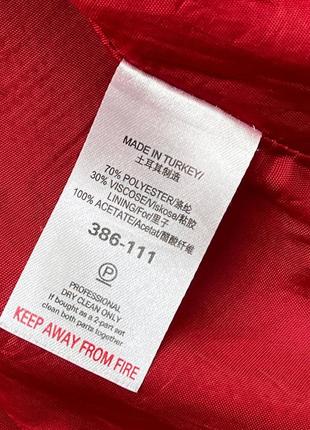 MADE IN TURKEY/
土耳其制造
70% POLYESTER/涤纶
30% VISCOSE/Viskose/粘胶
LINING/For/里子
100% ACETATE/Acetat/醋酸纤维
386-111
P
PROFESSIONAL
DRY CLEAN ONLY
If bought as a 2-part set
clean both parts together
KEEP AWAY FROM FIRE